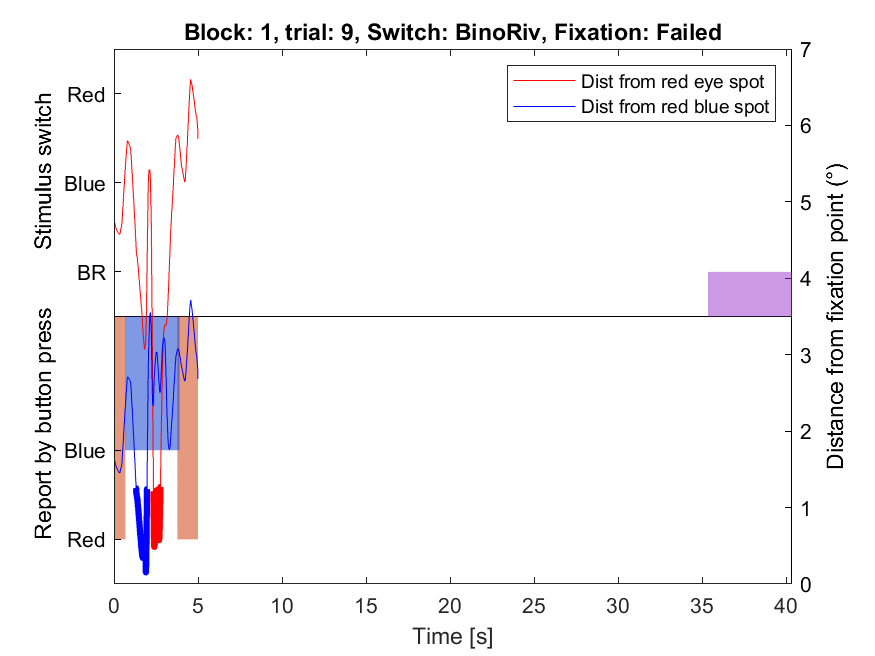 Block: 1, trial: 9, Switch: BinoRiv, Fixation: Failed
Dist from red eye spot
Dist from red blue spot
Stimulus switch
Red
Blue
BR
Report by button press
Blue
Red
7
6
5
4
3
2
1
0
Distance from fixation point (°)
0 5 10 15 20 25 30 35 40
Time [s]